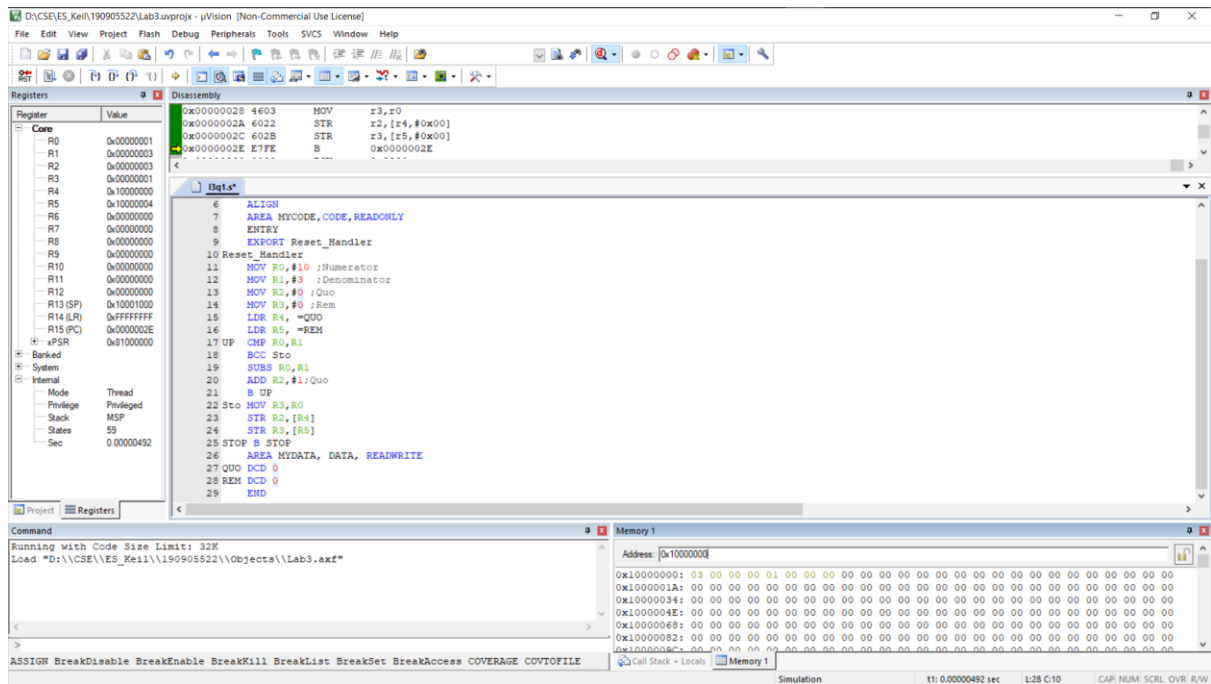 D:\CSE\ES_Keil\190905522\Lab3.uvprojx - µVision [Non-Commercial Use License]
File Edit View Project Flash Debug Peripherals Tools SVCS Window Help
Registers
Register Value
Core
R0 0x00000001
R1 0x00000003
R2 0x00000003
R3 0x00000001
R4 0x10000000
R5 0x10000004
R6 0x00000000
R7 0x00000000
R8 0x00000000
R9 0x00000000
R10 0x00000000
R11 0x00000000
R12 0x00000000
R13 (SP) 0x10001000
R14 (LR) 0xFFFFFFFF
R15 (PC) 0x0000002E
xPSR 0x81000000
Banked
System
Internal
Mode Thread
Privilege Privileged
Stack MSP
States 59
Sec 0.00000492
Project Registers
Disassembly
0x00000028 4603 MOV r3,r0
0x0000002A 6022 STR r2,[r4,#0x00]
0x0000002C 602B STR r3,[r5,#0x00]
0x0000002E E7FE B 0x0000002E
l3q1.s*
6 ALIGN
7 AREA MYCODE,CODE,READONLY
8 ENTRY
9 EXPORT Reset_Handler
10 Reset_Handler
11 MOV R0,#10 ;Numerator
12 MOV R1,#3 ;Denominator
13 MOV R2,#0 ;Quo
14 MOV R3,#0 ;Rem
15 LDR R4, =QUO
16 LDR R5, =REM
17 UP CMP R0,R1
18 BCC Sto
19 SUBS R0,R1
20 ADD R2,#1;Quo
21 B UP
22 Sto MOV R3,R0
23 STR R2,[R4]
24 STR R3,[R5]
25 STOP B STOP
26 AREA MYDATA, DATA, READWRITE
27 QUO DCD 0
28 REM DCD 0
29 END
Command
Running with Code Size Limit: 32K
Load "D:\\CSE\\ES_Keil\\190905522\\Objects\\Lab3.axf"
>
ASSIGN BreakDisable BreakEnable BreakKill BreakList BreakSet BreakAccess COVERAGE COVTOFILE
Memory 1
Address: 0x10000000
0x10000000: 03 00 00 00 01 00 00 00 00 00 00 00 00 00 00 00 00 00 00 00 00 00 00 00 00 00
0x1000001A: 00 00 00 00 00 00 00 00 00 00 00 00 00 00 00 00 00 00 00 00 00 00 00 00 00 00
0x10000034: 00 00 00 00 00 00 00 00 00 00 00 00 00 00 00 00 00 00 00 00 00 00 00 00 00 00
0x1000004E: 00 00 00 00 00 00 00 00 00 00 00 00 00 00 00 00 00 00 00 00 00 00 00 00 00 00
0x10000068: 00 00 00 00 00 00 00 00 00 00 00 00 00 00 00 00 00 00 00 00 00 00 00 00 00 00
0x10000082: 00 00 00 00 00 00 00 00 00 00 00 00 00 00 00 00 00 00 00 00 00 00 00 00 00 00
Call Stack + Locals Memory 1
Simulation t1: 0.00000492 sec L:28 C:10 CAP NUM SCRL OVR R/W